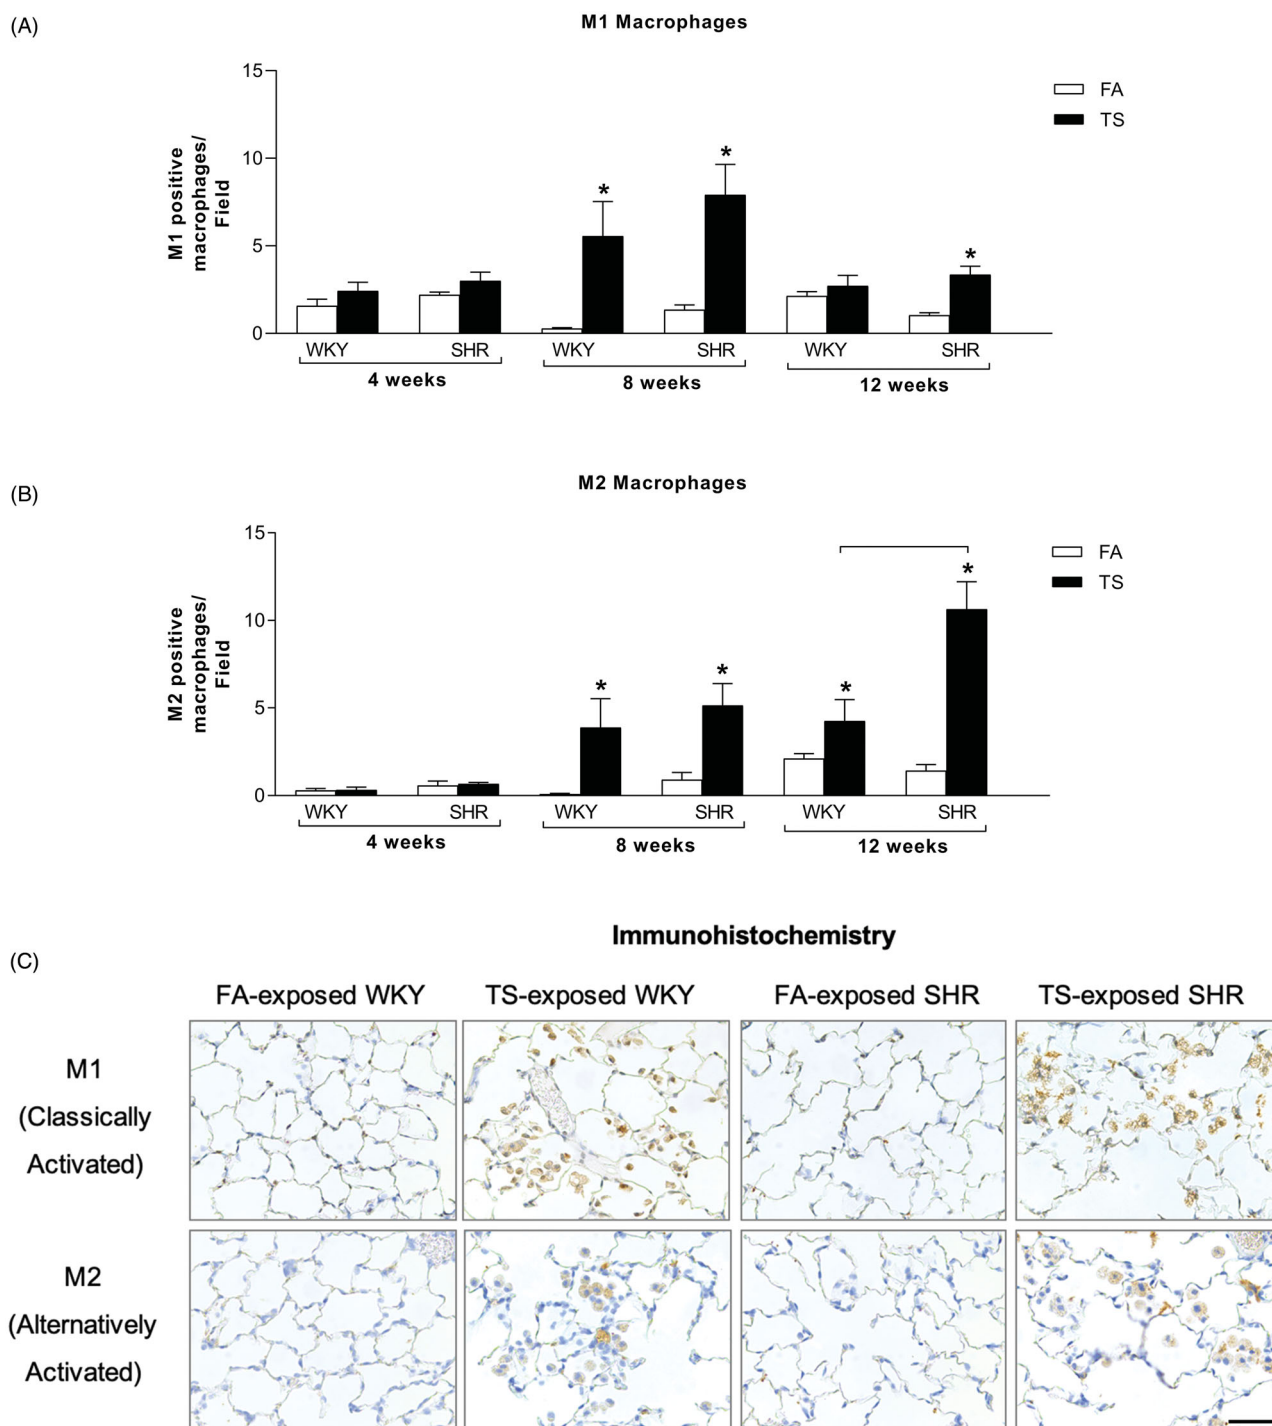 (A)
M1 Macrophages
15
10
5
0
M1 positive
macrophages/
Field
FA
TS
*
*
*
WKY
SHR
WKY
SHR
WKY
SHR
4 weeks
8 weeks
12 weeks
(B)
M2 Macrophages
15
10
5
0
M2 positive
macrophages/
Field
FA
TS
*
*
*
*
WKY
SHR
WKY
SHR
WKY
SHR
4 weeks
8 weeks
12 weeks
Immunohistochemistry
(C)
FA-exposed WKY
TS-exposed WKY
FA-exposed SHR
TS-exposed SHR
M1
(Classically
Activated)
M2
(Alternatively
Activated)